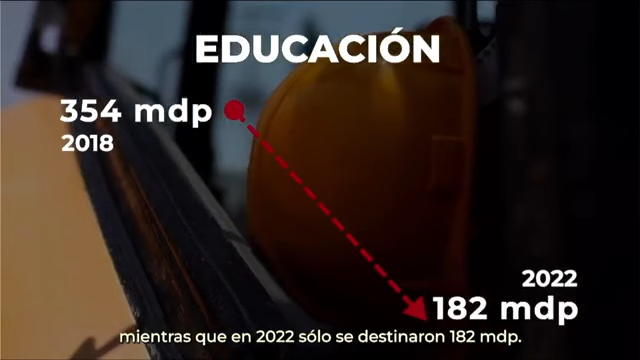 EDUCACIÓN
354 mdp
2018
2022
182 mdp
mientras que en 2022 sólo se destinaron 182 mdp.